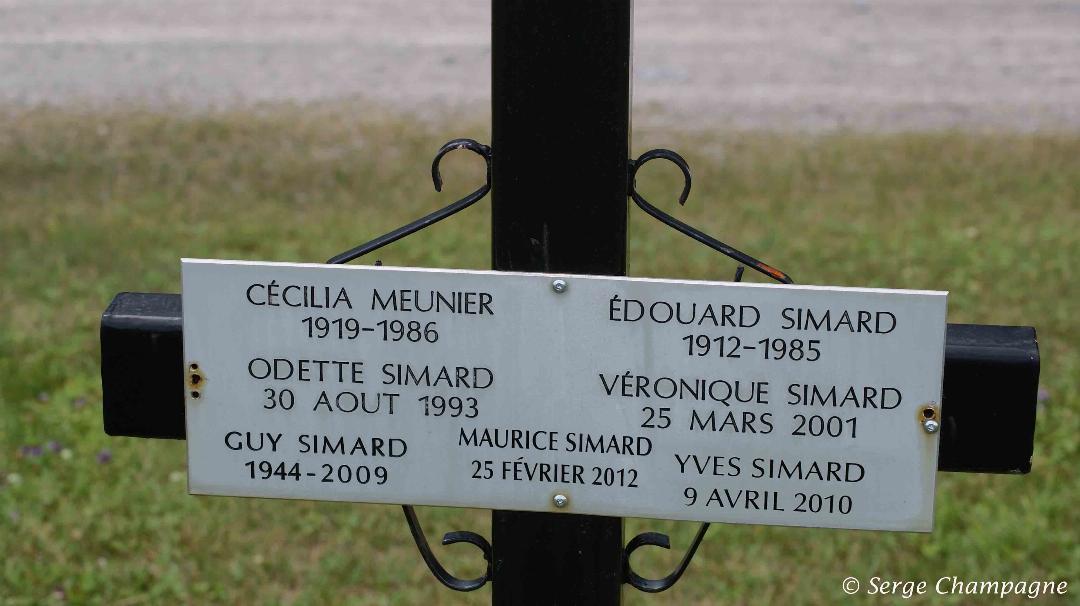 CÉCILIA MEUNIER
1919-1986
ÉDOUARD SIMARD
1912-1985
ODETTE SIMARD
30 AOUT 1993
VÉRONIQUE SIMARD
25 MARS 2001
GUY SIMARD
1944-2009
MAURICE SIMARD
25 FÉVRIER 2012
YVES SIMARD
9 AVRIL 2010
© Serge Champagne